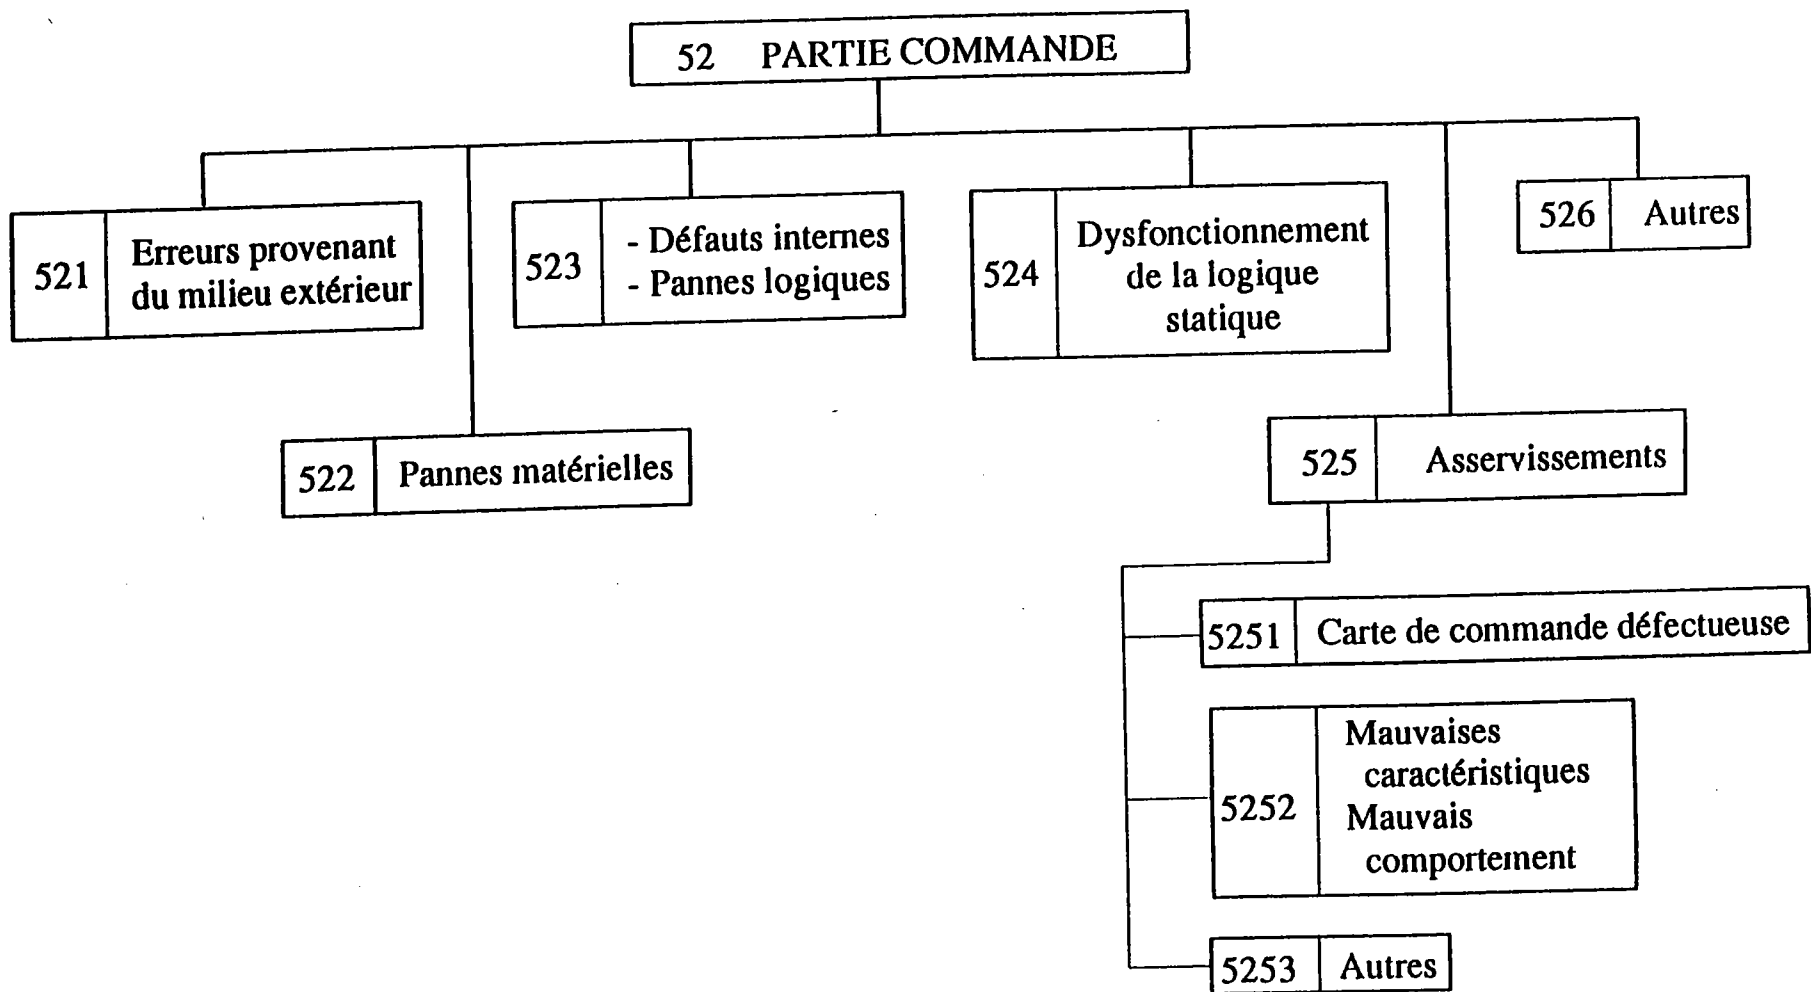 52 PARTIE COMMANDE
521 Erreurs provenant
du milieu extérieur
523 - Défauts internes
- Pannes logiques
524 Dysfonctionnement
de la logique
statique
526 Autres
522 Pannes matérielles
525 Asservissements
5251 Carte de commande défectueuse
5252 Mauvaises
caractéristiques
Mauvais
comportement
5253 Autres